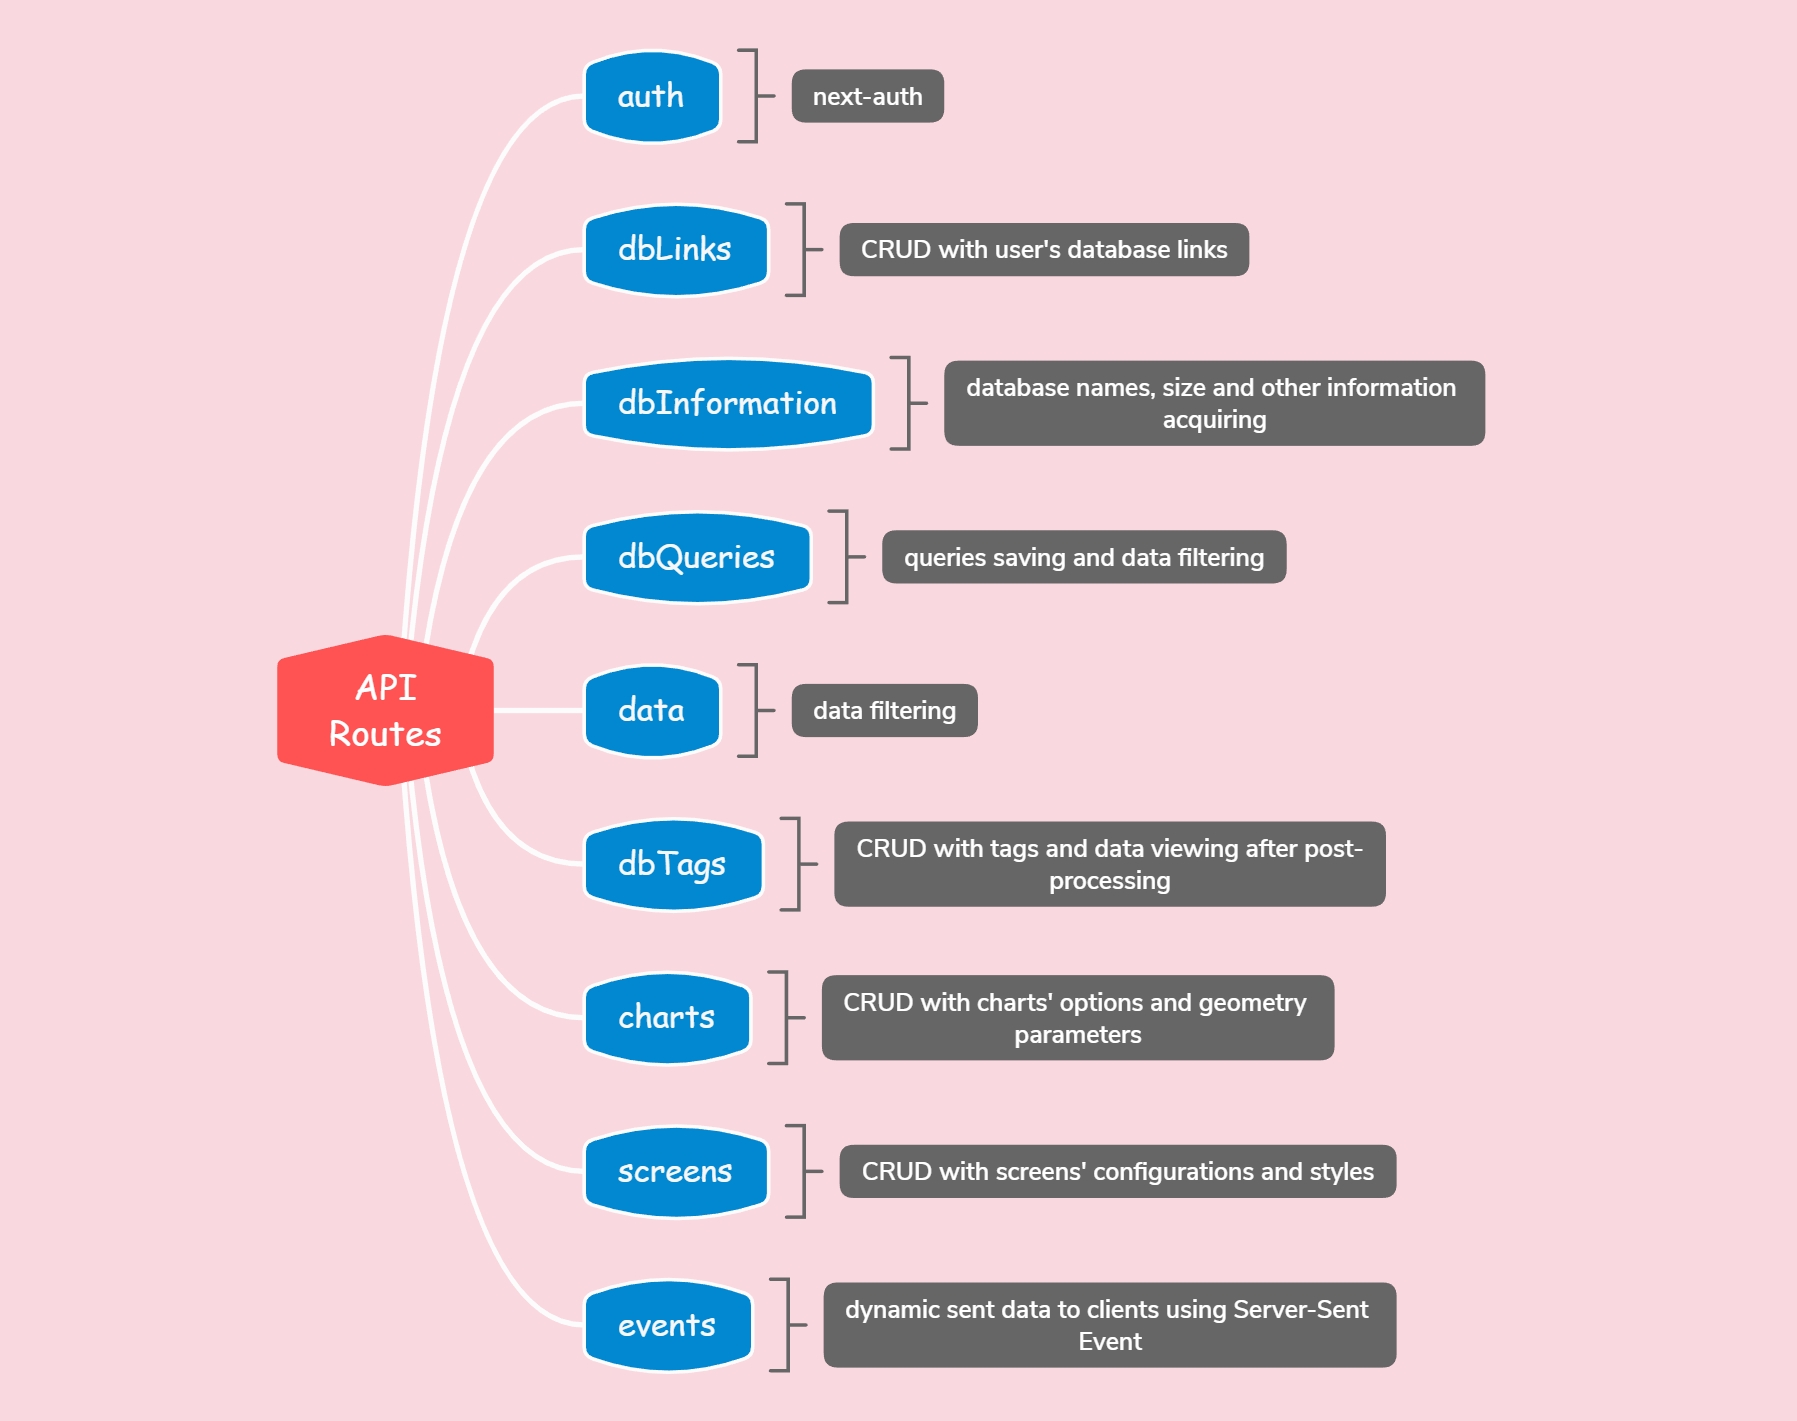 auth
next-auth
dbLinks
CRUD with user's database links
dbInformation
database names, size and other information
acquiring
dbQueries
queries saving and data filtering
API
Routes
data
data filtering
dbTags
CRUD with tags and data viewing after post-
processing
charts
CRUD with charts' options and geometry
parameters
screens
CRUD with screens' configurations and styles
events
dynamic sent data to clients using Server-Sent
Event